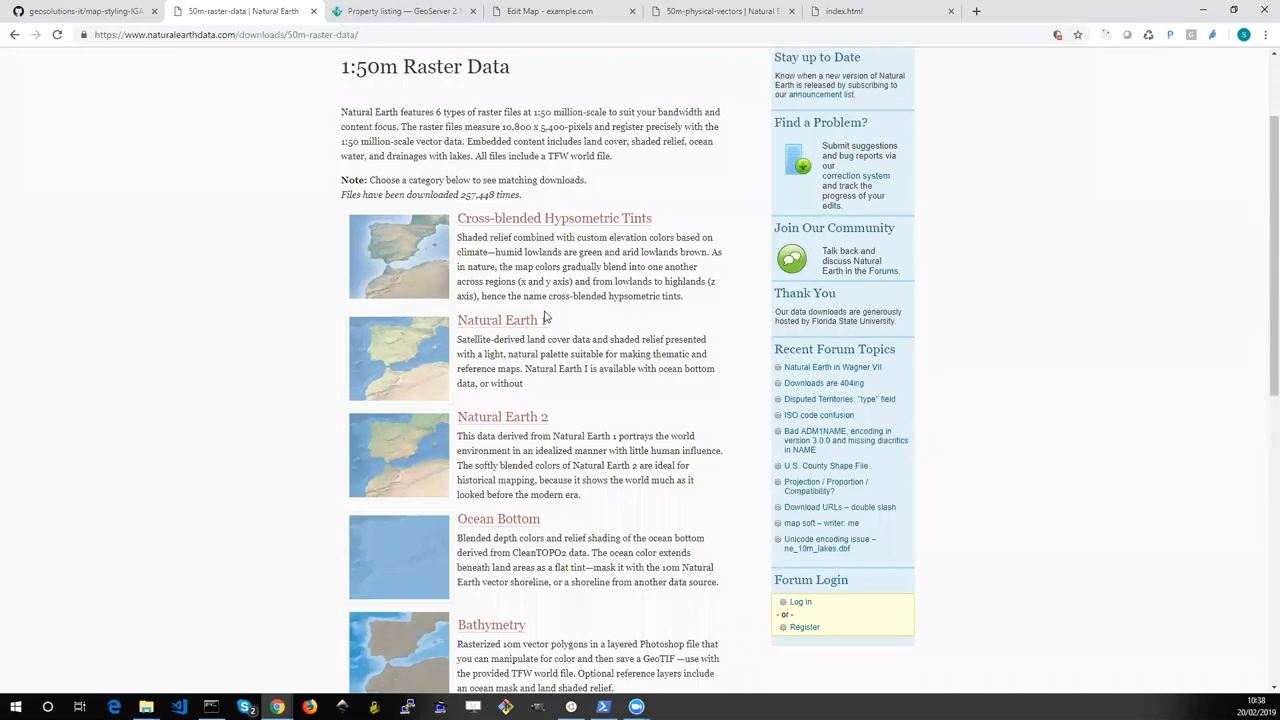 geosolutions-it/map-styling-IGA
50m-raster-data | Natural Earth
Property listing — GeoServer 2.1
Edit Map - example.com
50m-physical-vectors | Natural E
index.html
https://www.naturalearthdata.com/downloads/50m-raster-data/
1:50m Raster Data
Natural Earth features 6 types of raster files at 1:50 million-scale to suit your bandwidth and
content focus. The raster files measure 10,800 x 5,400-pixels and register precisely with the
1:50 million-scale vector data. Embedded content includes land cover, shaded relief, ocean
water, and drainages with lakes. All files include a TFW world file.
Note: Choose a category below to see matching downloads.
Files have been downloaded 257,448 times.
Cross-blended Hypsometric Tints
Shaded relief combined with custom elevation colors based on
climate—humid lowlands are green and arid lowlands brown. As
in nature, the map colors gradually blend into one another
across regions (x and y axis) and from lowlands to highlands (z
axis), hence the name cross-blended hypsometric tints.
Natural Earth 1
Satellite-derived land cover data and shaded relief presented
with a light, natural palette suitable for making thematic and
reference maps. Natural Earth I is available with ocean bottom
data, or without
Natural Earth 2
This data derived from Natural Earth 1 portrays the world
environment in an idealized manner with little human influence.
The softly blended colors of Natural Earth 2 are ideal for
historical mapping, because it shows the world much as it
looked before the modern era.
Ocean Bottom
Blended depth colors and relief shading of the ocean bottom
derived from CleanTOPO2 data. The ocean color extends
beneath land areas as a flat tint—mask it with the 10m Natural
Earth vector shoreline, or a shoreline from another data source.
Bathymetry
Rasterized 10m vector polygons in a layered Photoshop file that
you can manipulate for color and then save a GeoTIF —use with
the provided TFW world file. Optional reference layers include
an ocean mask and land shaded relief.
Stay up to Date
Know when a new version of Natural
Earth is released by subscribing to
our announcement list.
Find a Problem?
Submit suggestions
and bug reports via
our
correction system
and track the
progress of your
edits.
Join Our Community
Talk back and
discuss Natural
Earth in the Forums.
Thank You
Our data downloads are generously
hosted by Florida State University.
Recent Forum Topics
Natural Earth in Wagner VII
Downloads are 404ing
Disputed Territories: "type" field
ISO code confusion
Bad ADM1NAME, encoding in
version 3.0.0 and missing diacritics
in NAME
U.S. County Shape File
Projection / Proportion /
Compatibility?
Download URLs – double slash
map soft – writer: me
Unicode encoding issue –
ne_10m_lakes.dbf
Forum Login
Log in
- or -
Register
10:38
20/02/2019